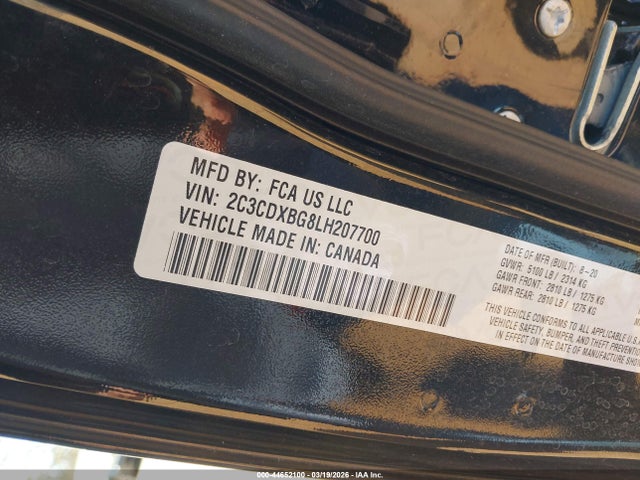 MFD BY: FCA US LLC
VIN: 2C3CDXBG8LH207700
VEHICLE MADE IN: CANADA
DATE OF MFR (BUILT): 8-20
GVWR: 5100 LB / 2314 KG
GAWR FRONT: 2810 LB / 1275 KG
GAWR REAR: 2810 LB / 1275 KG
THIS VEHICLE CONFORMS TO ALL APPLICABLE U.S.
VEHICLE SAFETY, BUMPER, AND THEFT PREVENTION
IN EFFECT ON THE DATE OF MANUFACTURE
000-44652100 - 03/19/2026 - IAA Inc.